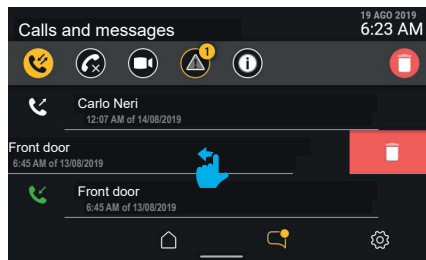 19 AGO 2019
Calls and messages
6:23 AM
1
Carlo Neri
12:07 AM of 14/08/2019
Front door
6:45 AM of 13/08/2019
Front door
6:45 AM of 13/08/2019